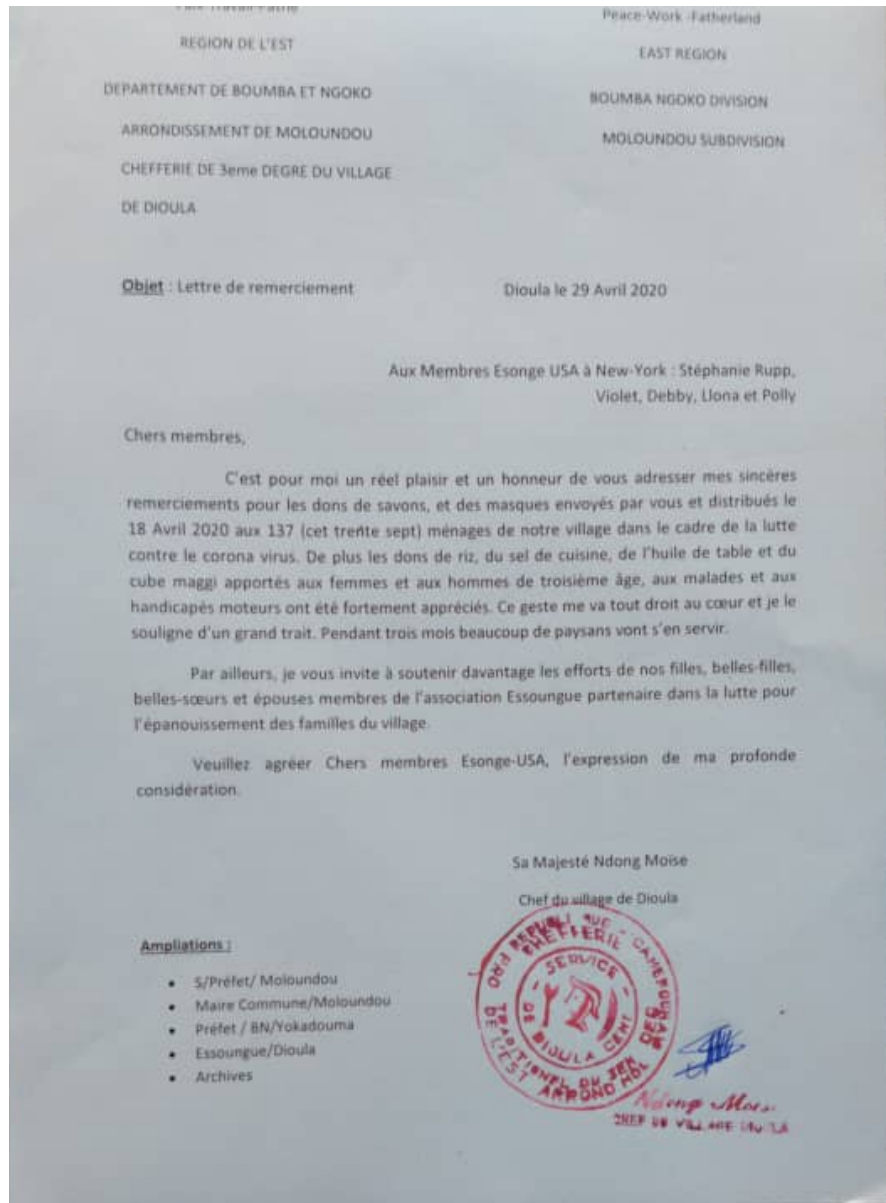 Paix-Travail-Patrie
Peace-Work -Fatherland
REGION DE L'EST
EAST REGION
DEPARTEMENT DE BOUMBA ET NGOKO
BOUMBA NGOKO DIVISION
ARRONDISSEMENT DE MOLOUNDOU
MOLOUNDOU SUBDIVISION
CHEFFERIE DE 3eme DEGRE DU VILLAGE
DE DIOULA
Objet : Lettre de remerciement
Dioula le 29 Avril 2020
Aux Membres Esonge USA à New-York : Stéphanie Rupp,
Violet, Debby, Llona et Polly
Chers membres,
C'est pour moi un réel plaisir et un honneur de vous adresser mes sincères
remerciements pour les dons de savons, et des masques envoyés par vous et distribués le
18 Avril 2020 aux 137 (cet trente sept) ménages de notre village dans le cadre de la lutte
contre le corona virus. De plus les dons de riz, du sel de cuisine, de l'huile de table et du
cube maggi apportés aux femmes et aux hommes de troisième âge, aux malades et aux
handicapés moteurs ont été fortement appréciés. Ce geste me va tout droit au cœur et je le
souligne d'un grand trait. Pendant trois mois beaucoup de paysans vont s'en servir.
Par ailleurs, je vous invite à soutenir davantage les efforts de nos filles, belles-filles,
belles-sœurs et épouses membres de l'association Essoungue partenaire dans la lutte pour
l'épanouissement des familles du village.
Veuillez agréer Chers membres Esonge-USA, l'expression de ma profonde
considération.
Sa Majesté Ndong Moïse
Chef du village de Dioula
Ampliations :
S/Préfet/ Moloundou
Maire Commune/Moloundou
Préfet / BN/Yokadouma
Essoungue/Dioula
Archives
CHEFFERIE
SERVICE
DE L'EST
ARROND MOL
Ndong
CHEF DE VILLAGE